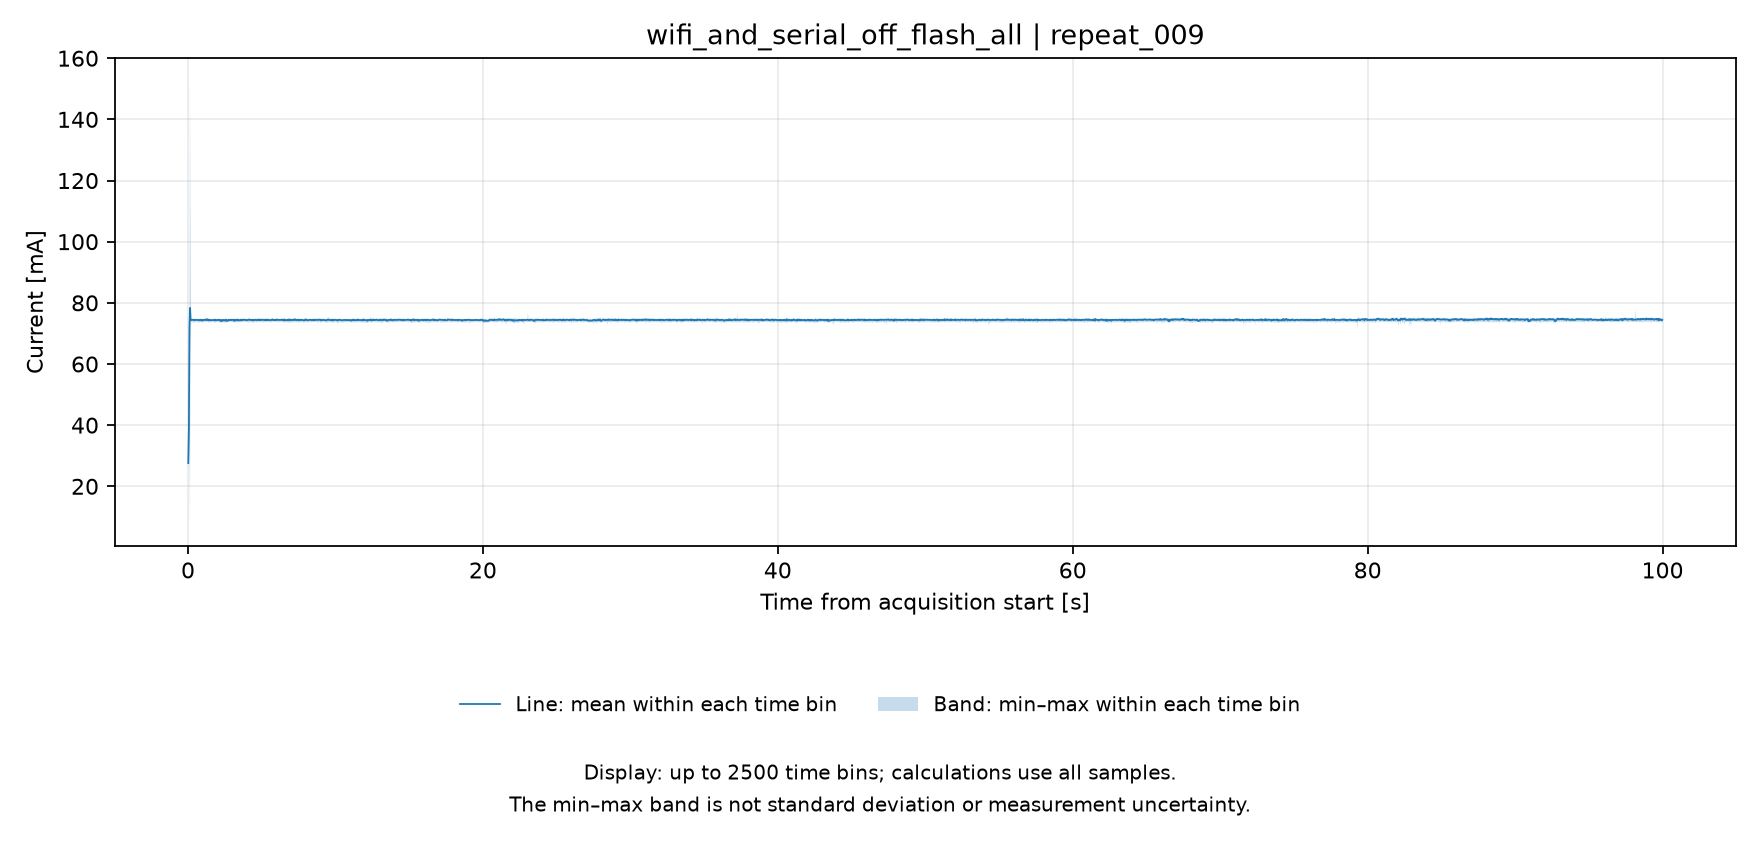 wifi_and_serial_off_flash_all | repeat_009
160
140
120
100
80
60
40
20
Current [mA]
0 20 40 60 80 100
Time from acquisition start [s]
Line: mean within each time bin Band: min–max within each time bin
Display: up to 2500 time bins; calculations use all samples.
The min–max band is not standard deviation or measurement uncertainty.